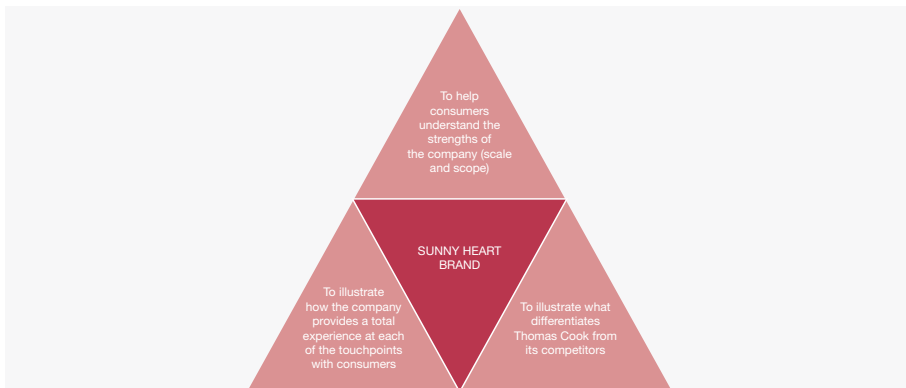 To help
consumers
understand the
strengths of
the company (scale
and scope)
SUNNY HEART
BRAND
To illustrate
how the company
provides a total
experience at each
of the touchpoints
with consumers
To illustrate what
differentiates
Thomas Cook from
its competitors